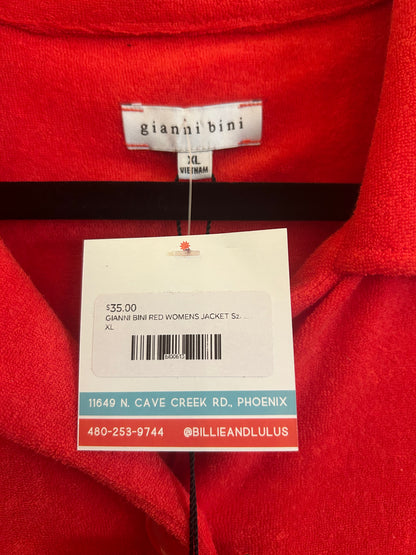 gianni bini
XL
VIETNAM
$35.00
GIANNI BINI RED WOMENS JACKET Sz.
XL
11649 N. CAVE CREEK RD., PHOENIX
480-253-9744 @BILLIEANDLULUS